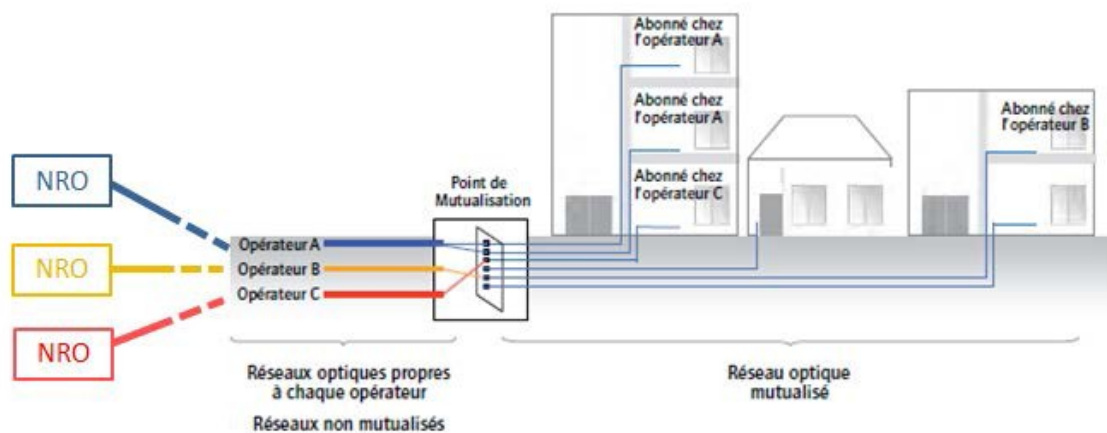 Abonné chez
l'opérateur A
Abonné chez
l'opérateur A
Abonné chez
l'opérateur C
Abonné chez
l'opérateur B
NRO
NRO
NRO
Point de
Mutualisation
Opérateur A
Opérateur B
Opérateur C
Réseaux optiques propres
à chaque opérateur
Réseaux non mutualisés
Réseau optique
mutualisé